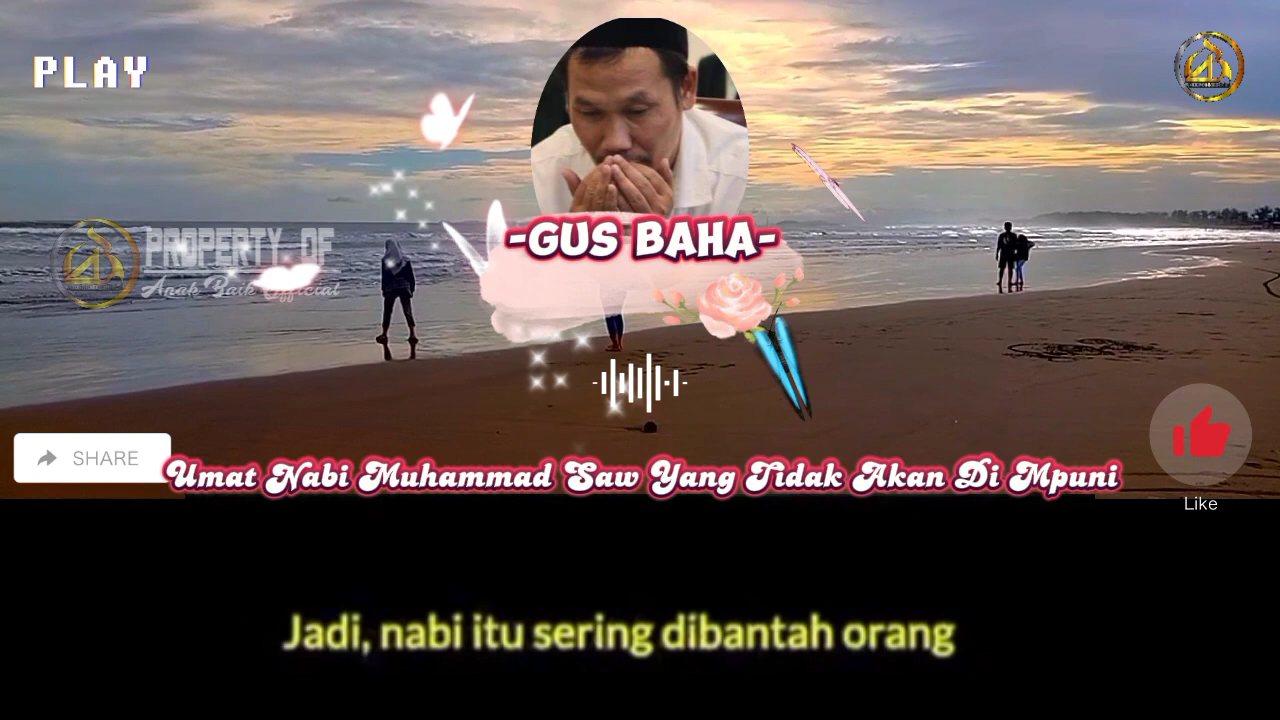 PLAY
PROPERTY OF
Anak Baik Official
-GUS BAHA-
SHARE
Umat Nabi Muhammad Saw Yang Tidak Akan Di Mpuni
Like
Jadi, nabi itu sering dibantah orang